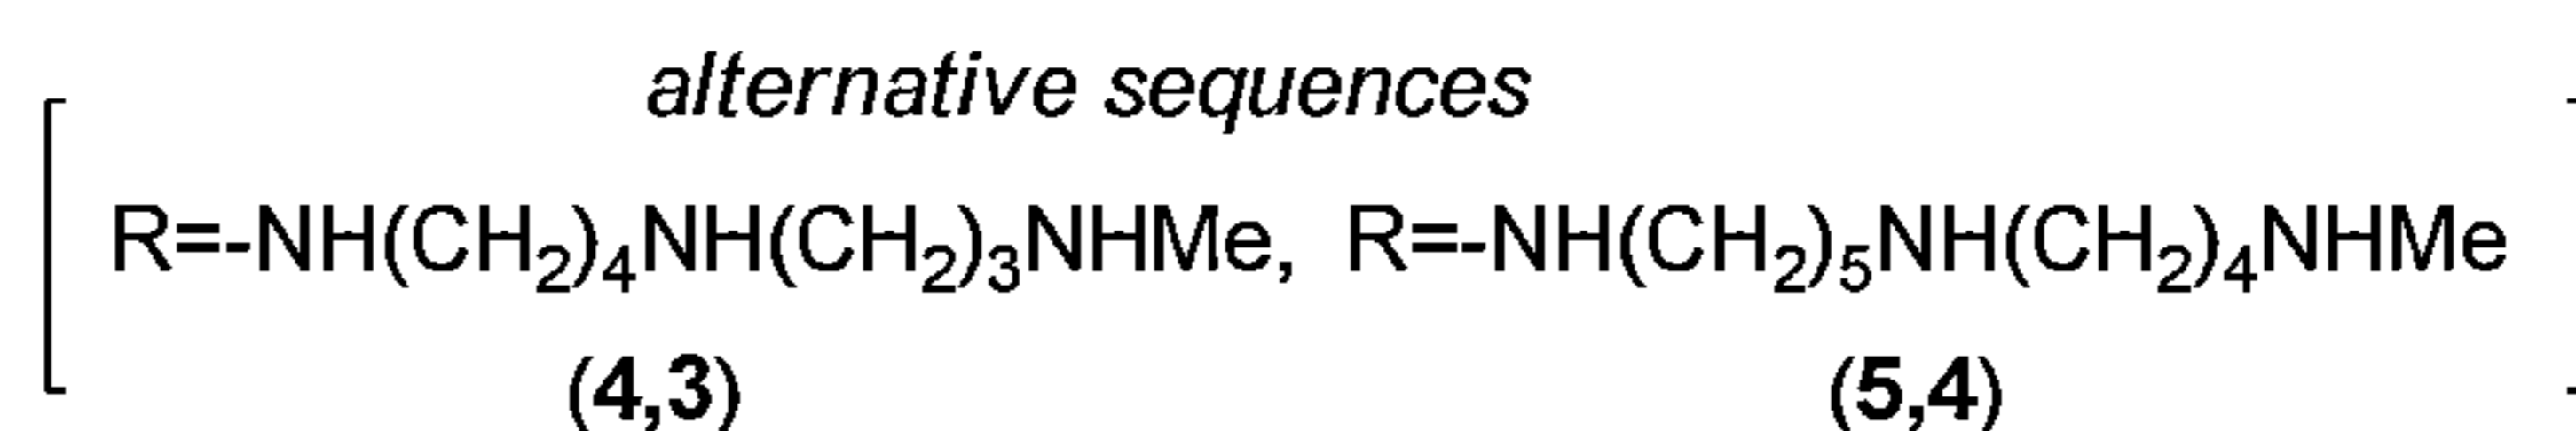 alternative sequences
R=-NH(CH₂)₄NH(CH₂)₃NHMe, R=-NH(CH₂)₅NH(CH₂)₄NHMe
(4,3) (5,4)